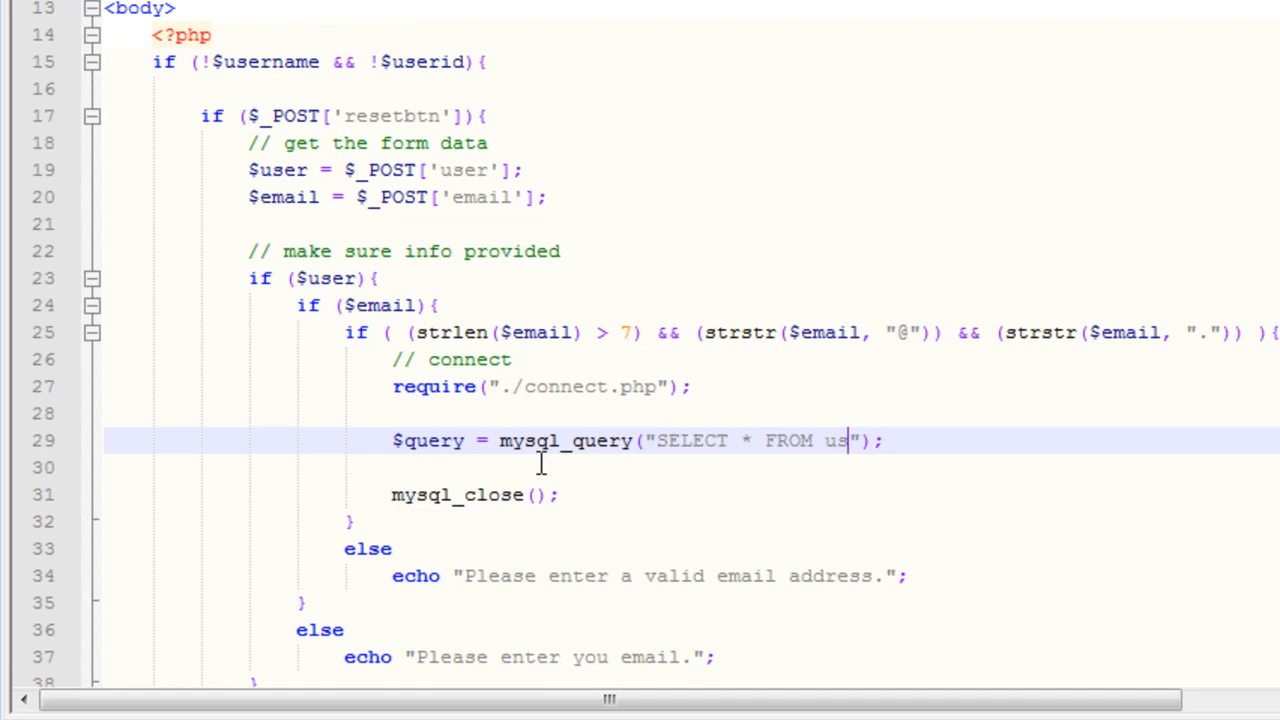 13 <body>
14 <?php
15 if (!$username && !$userid){
16
17 if ($_POST['resetbtn']){
18 // get the form data
19 $user = $_POST['user'];
20 $email = $_POST['email'];
21
22 // make sure info provided
23 if ($user){
24 if ($email){
25 if ( (strlen($email) > 7) && (strstr($email, "@")) && (strstr($email, ".")) ){
26 // connect
27 require("./connect.php");
28
29 $query = mysql_query("SELECT * FROM us");
30
31 mysql_close();
32 }
33 else
34 echo "Please enter a valid email address.";
35 }
36 else
37 echo "Please enter you email.";
38 }